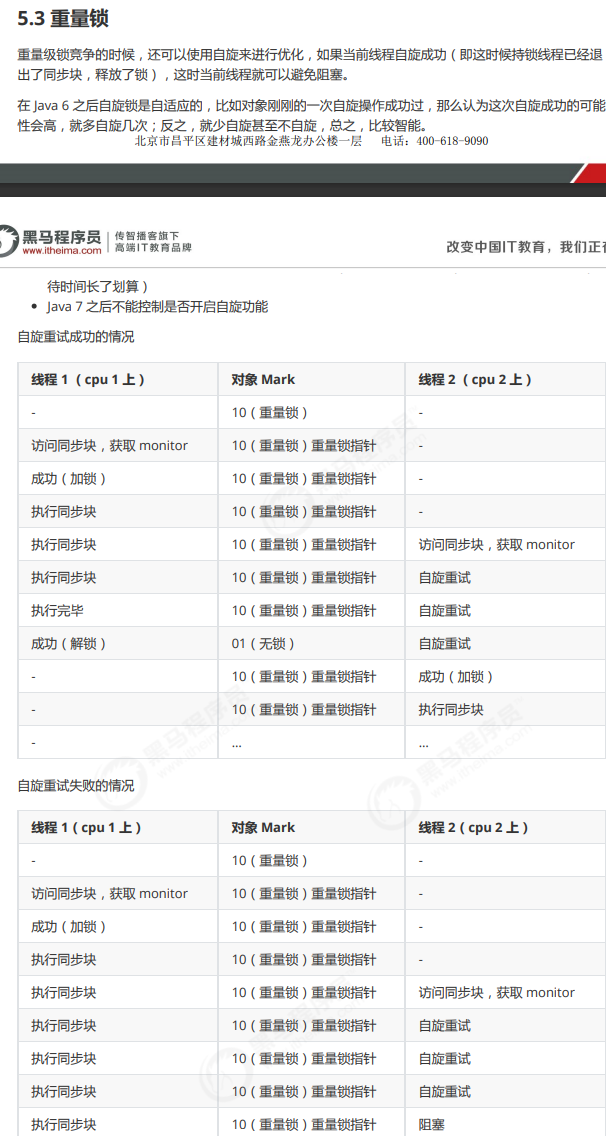 5.3 重量锁
重量级锁竞争的时候，还可以使用自旋来进行优化，如果当前线程自旋成功（即这时候持锁线程已经退
出了同步块，释放了锁），这时当前线程就可以避免阻塞。
在 Java 6 之后自旋锁是自适应的，比如对象刚刚的一次自旋操作成功过，那么认为这次自旋成功的可能
性会高，就多自旋几次；反之，就少自旋甚至不自旋，总之，比较智能。
北京市昌平区建材城西路金燕龙办公楼一层 电话：400-618-9090
黑马程序员 传智播客旗下
www.itheima.com 高端IT教育品牌
改变中国IT教育，我们正在
待时间长了划算）
• Java 7 之后不能控制是否开启自旋功能
自旋重试成功的情况
线程 1 （cpu 1 上） 对象 Mark 线程 2 （cpu 2 上）
- 10（重量锁） -
访问同步块，获取 monitor 10（重量锁）重量锁指针 -
成功（加锁） 10（重量锁）重量锁指针 -
执行同步块 10（重量锁）重量锁指针 -
执行同步块 10（重量锁）重量锁指针 访问同步块，获取 monitor
执行同步块 10（重量锁）重量锁指针 自旋重试
执行完毕 10（重量锁）重量锁指针 自旋重试
成功（解锁） 01（无锁） 自旋重试
- 10（重量锁）重量锁指针 成功（加锁）
- 10（重量锁）重量锁指针 执行同步块
- ... ...
自旋重试失败的情况
线程 1（cpu 1 上） 对象 Mark 线程 2（cpu 2 上）
- 10（重量锁） -
访问同步块，获取 monitor 10（重量锁）重量锁指针 -
成功（加锁） 10（重量锁）重量锁指针 -
执行同步块 10（重量锁）重量锁指针 -
执行同步块 10（重量锁）重量锁指针 访问同步块，获取 monitor
执行同步块 10（重量锁）重量锁指针 自旋重试
执行同步块 10（重量锁）重量锁指针 自旋重试
执行同步块 10（重量锁）重量锁指针 自旋重试
执行同步块 10（重量锁）重量锁指针 阻塞